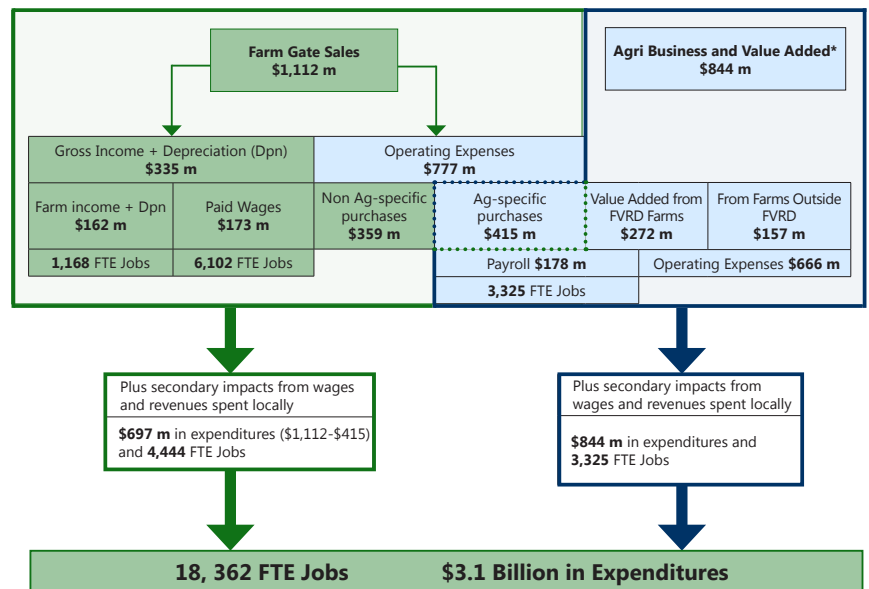 Farm Gate Sales
$1,112 m
Agri Business and Value Added*
$844 m
Gross Income + Depreciation (Dpn)
$335 m
Operating Expenses
$777 m
Farm income + Dpn
$162 m
Paid Wages
$173 m
Non Ag-specific
purchases
$359 m
Ag-specific
purchases
$415 m
Value Added from
FVRD Farms
$272 m
From Farms Outside
FVRD
$157 m
1,168 FTE Jobs
6,102 FTE Jobs
Payroll $178 m
Operating Expenses $666 m
3,325 FTE Jobs
Plus secondary impacts from wages
and revenues spent locally
$697 m in expenditures ($1,112-$415)
and 4,444 FTE Jobs
Plus secondary impacts from
wages and revenues spent locally
$844 m in expenditures and
3,325 FTE Jobs
18, 362 FTE Jobs
$3.1 Billion in Expenditures